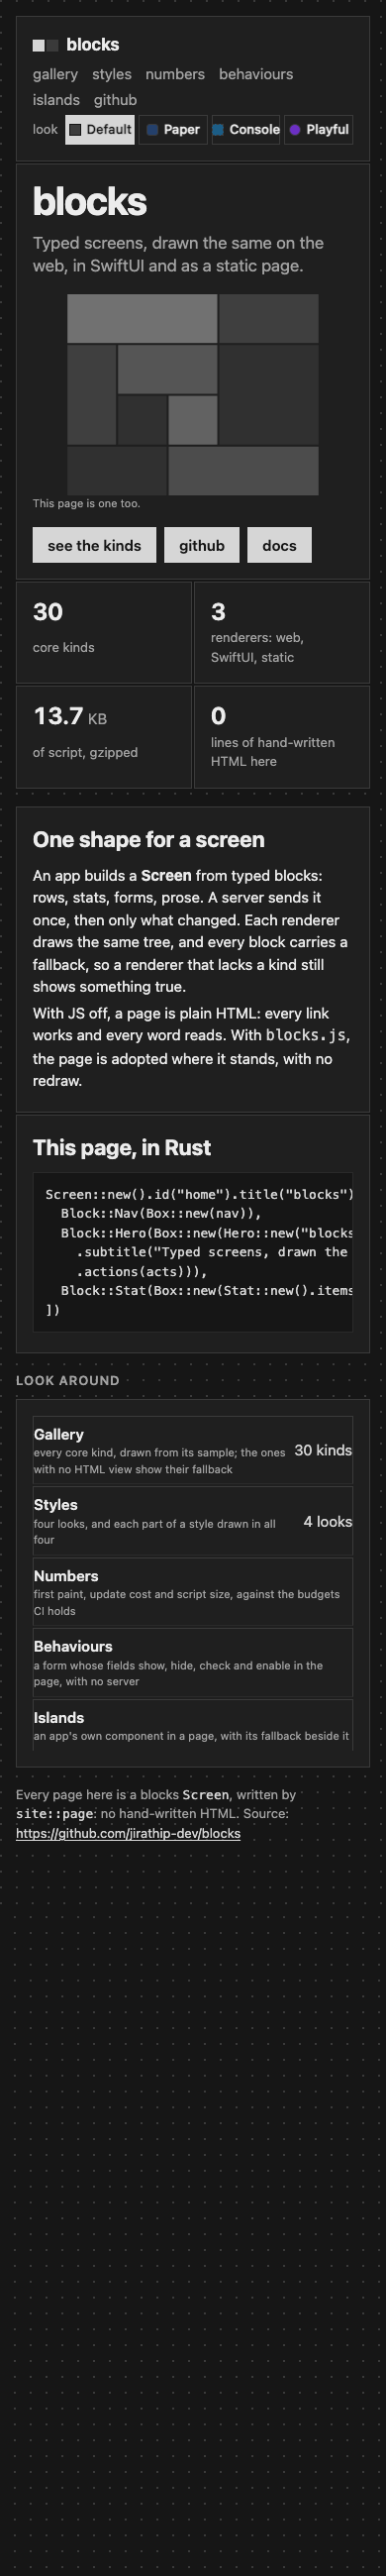 blocks
gallery styles numbers behaviours
islands github
look Default Paper Console Playful
blocks
Typed screens, drawn the same on the
web, in SwiftUI and as a static page.
This page is one too.
see the kinds github docs
30
core kinds
3
renderers: web,
SwiftUI, static
13.7 KB
of script, gzipped
0
lines of hand-written
HTML here
One shape for a screen
An app builds a Screen from typed blocks:
rows, stats, forms, prose. A server sends it
once, then only what changed. Each renderer
draws the same tree, and every block carries a
fallback, so a renderer that lacks a kind still
shows something true.
With JS off, a page is plain HTML: every link
works and every word reads. With blocks.js,
the page is adopted where it stands, with no
redraw.
This page, in Rust
Screen::new().id("home").title("blocks")
Block::Nav(Box::new(nav)),
Block::Hero(Box::new(Hero::new("blocks
.subtitle("Typed screens, drawn the
.actions(acts))),
Block::Stat(Box::new(Stat::new().items
])
LOOK AROUND
Gallery
every core kind, drawn from its sample; the ones
with no HTML view show their fallback
30 kinds
Styles
four looks, and each part of a style drawn in all
four
4 looks
Numbers
first paint, update cost and script size, against the budgets
CI holds
Behaviours
a form whose fields show, hide, check and enable in the
page, with no server
Islands
an app's own component in a page, with its fallback beside it
Every page here is a blocks Screen, written by
site::page: no hand-written HTML. Source:
https://github.com/jirathip-dev/blocks